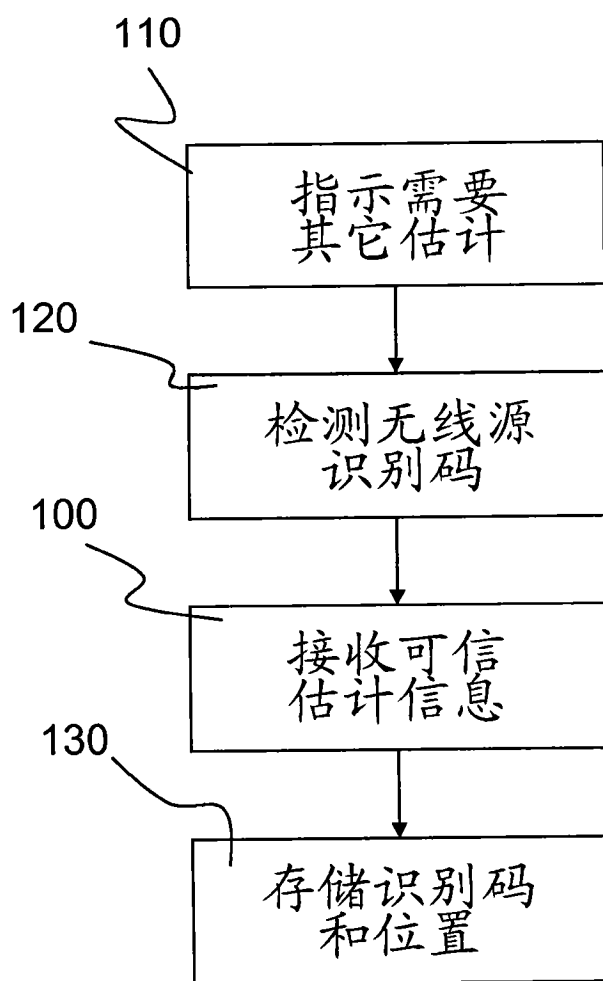 110
指示需要
其它估计
120
检测无线源
识别码
100
接收可信
估计信息
130
存储识别码
和位置